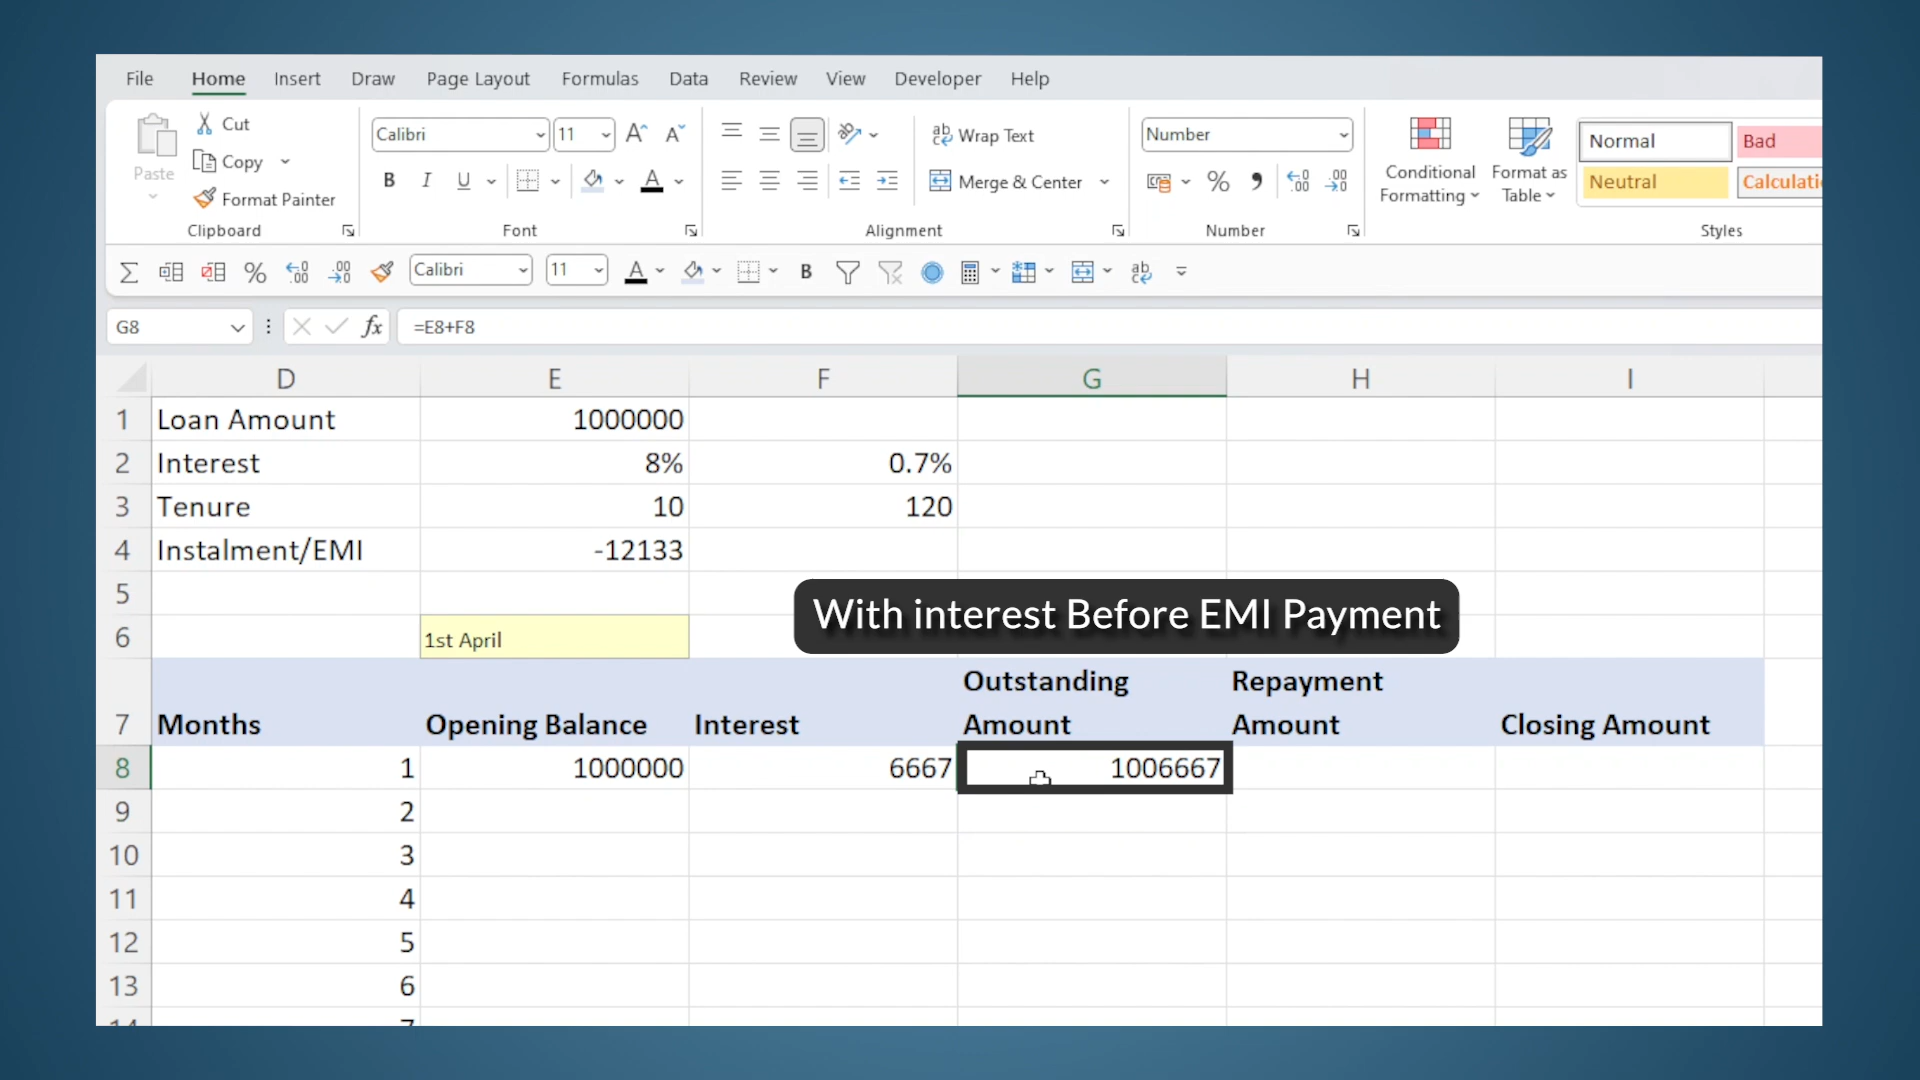 File Home Insert Draw Page Layout Formulas Data Review View Developer Help
Cut
Copy
Format Painter
Paste
Clipboard
Calibri 11
B I U A
Font
Wrap Text
Merge & Center
Alignment
Number
%
Number
Conditional
Formatting
Format as
Table
Normal Bad
Neutral Calculati
Styles
% Calibri 11 A B
G8 fx =E8+F8
D E F G H I
1 Loan Amount 1000000
2 Interest 8% 0.7%
3 Tenure 10 120
4 Instalment/EMI -12133
5
With interest Before EMI Payment
6 1st April
7 Months Opening Balance Interest Outstanding Amount Repayment Amount Closing Amount
8 1 1000000 6667 1006667
9 2
10 3
11 4
12 5
13 6